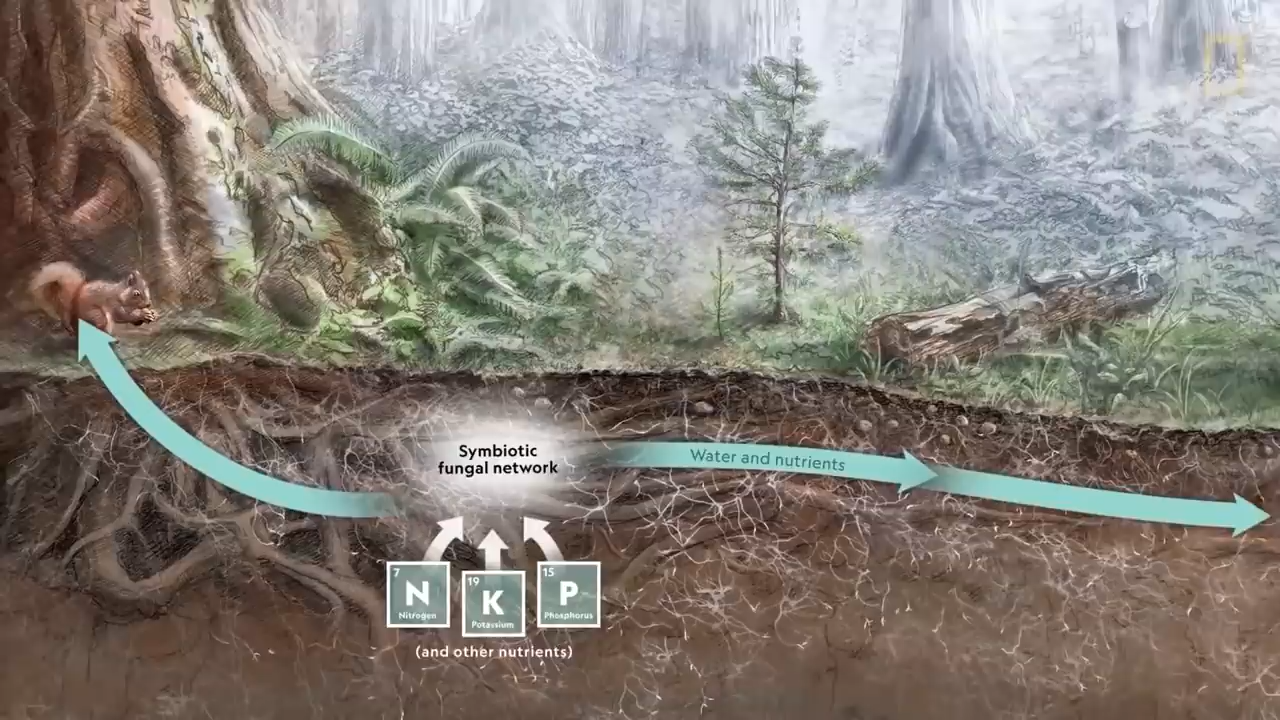 Symbiotic
fungal network
Water and nutrients
7
N
Nitrogen
19
K
Potassium
15
P
Phosphorus
(and other nutrients)